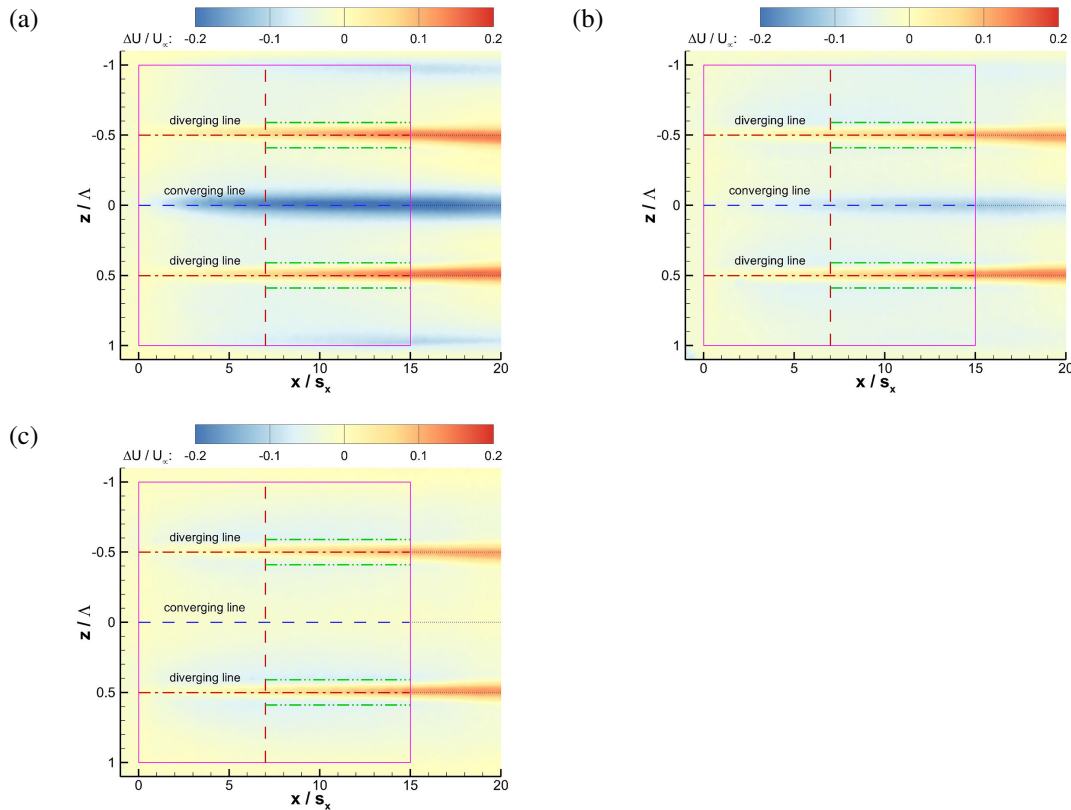 (a)
ΔU / U∞: -0.2 -0.1 0 0.1 0.2
-1
-0.5
0
0.5
1
z / Λ
diverging line
converging line
diverging line
0 5 10 15 20
x / sx
(b)
ΔU / U∞: -0.2 -0.1 0 0.1 0.2
-1
-0.5
0
0.5
1
z / Λ
diverging line
converging line
diverging line
0 5 10 15 20
x / sx
(c)
ΔU / U∞: -0.2 -0.1 0 0.1 0.2
-1
-0.5
0
0.5
1
z / Λ
diverging line
converging line
diverging line
0 5 10 15 20
x / sx